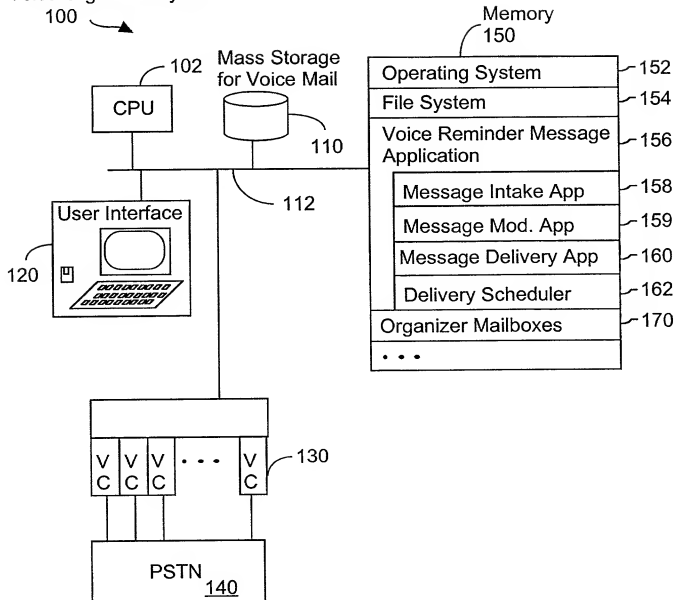 100
Memory
150
102
Mass Storage
for Voice Mail
CPU
110
112
Operating System
152
File System
154
Voice Reminder Message
Application
156
Message Intake App
158
Message Mod. App
159
Message Delivery App
160
Delivery Scheduler
162
Organizer Mailboxes
170
• • •
User Interface
120
V V V • • • V
C C C C
130
PSTN
140